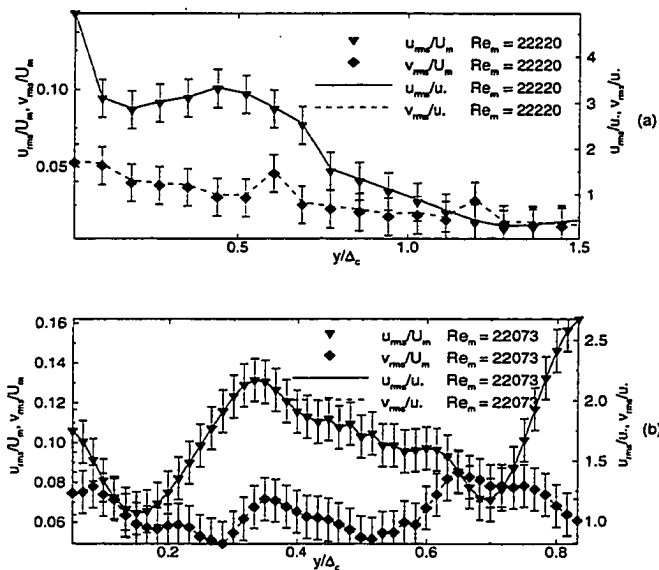 u_rms/U_m Re_m = 22220
v_rms/U_m Re_m = 22220
u_rms/u. Re_m = 22220
v_rms/u. Re_m = 22220
u_rms/U_m, v_rms/U_m
0.10
0.05
5
4
3
2
1
u_rms/u., v_rms/u.
(a)
0.5 1.0 1.5
y/Δ_c
u_rms/U_m Re_m = 22073
v_rms/U_m Re_m = 22073
u_rms/u. Re_m = 22073
v_rms/u. Re_m = 22073
u_rms/U_m, v_rms/U_m
0.16
0.14
0.12
0.10
0.08
0.06
2.5
2.0
1.5
1.0
u_rms/u., v_rms/u.
(b)
0.2 0.4 0.6 0.8
y/Δ_c